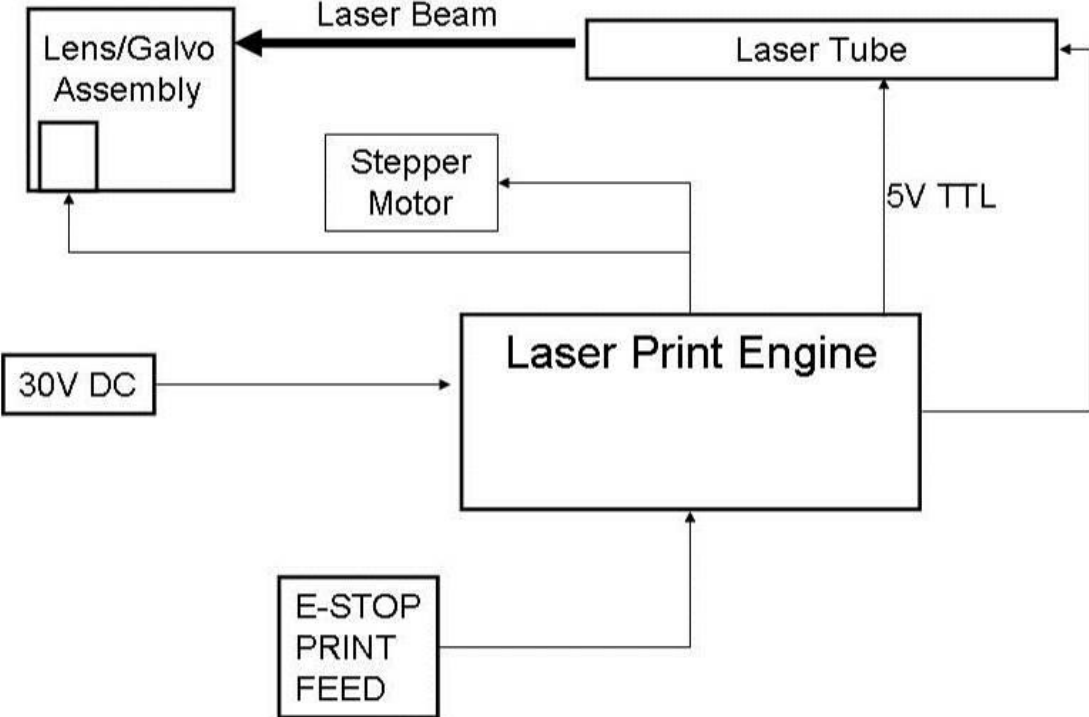 Laser Beam
Lens/Galvo
Assembly
Laser Tube
Stepper
Motor
5V TTL
Laser Print Engine
30V DC
E-STOP
PRINT
FEED